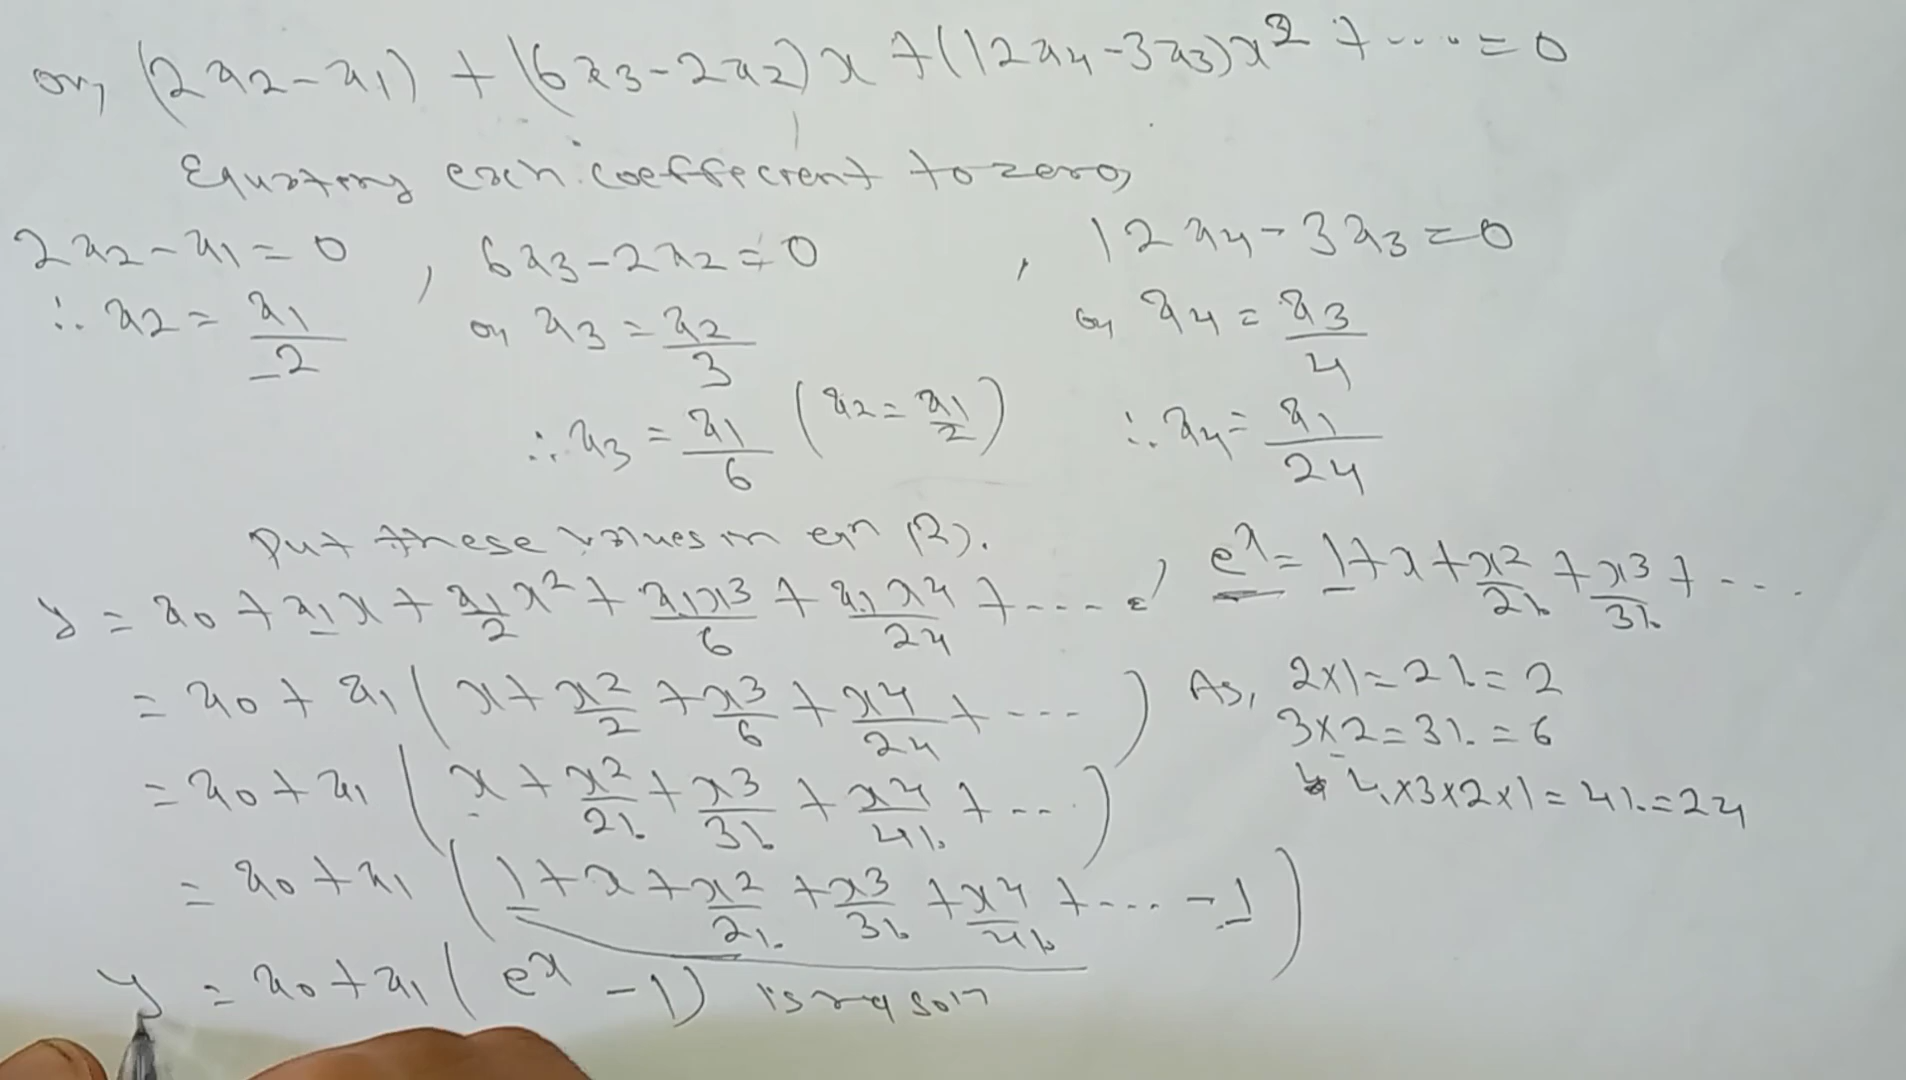 or, (2a2-a1) + (6a3-2a2)x + (12a4-3a3)x² + ---- = 0
Equating each coeffecient to zero,
2a2-a1=0 , 6a3-2a2=0 , 12a4-3a3=0
∴ a2 = a1/2 or a3 = a2/3 or a4 = a3/4
∴ a3 = a1/6 (a2 = a1/2) ∴ a4 = a1/24
Put these values in eqn (2).
y = a0 + a1x + a1/2 x² + a1x³/6 + a1x⁴/24 + ---- , e^x = 1+x+x²/2!+x³/3!+---
= a0 + a1 (x + x²/2 + x³/6 + x⁴/24 + ---) As, 2×1=2!=2
3×2=3!=6
= a0 + a1 (x + x²/2! + x³/3! + x⁴/4! + ---) 4×3×2×1=4!=24
= a0 + a1 (1+x+x²/2!+x³/3!+x⁴/4!+----1)
y = a0 + a1 (e^x - 1) is rq soln